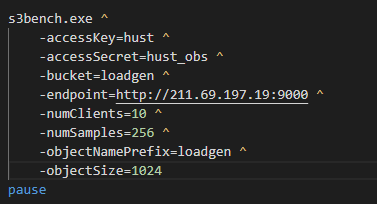 s3bench.exe ^
    -accessKey=hust ^
    -accessSecret=hust_obs ^
    -bucket=loadgen ^
    -endpoint=http://211.69.197.19:9000 ^
    -numClients=10 ^
    -numSamples=256 ^
    -objectNamePrefix=loadgen ^
    -objectSize=1024
pause